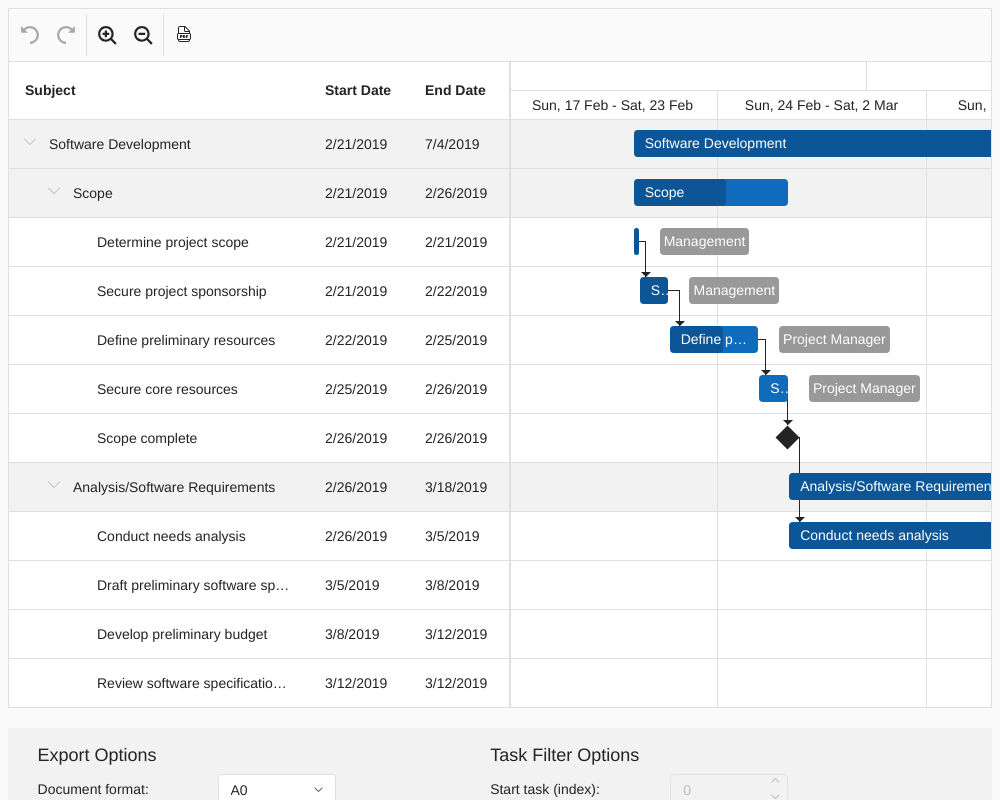 PDF
Subject Start Date End Date
Sun, 17 Feb - Sat, 23 Feb Sun, 24 Feb - Sat, 2 Mar Sun,
Software Development 2/21/2019 7/4/2019 Software Development
Scope 2/21/2019 2/26/2019 Scope
Determine project scope 2/21/2019 2/21/2019 Management
Secure project sponsorship 2/21/2019 2/22/2019 S… Management
Define preliminary resources 2/22/2019 2/25/2019 Define p… Project Manager
Secure core resources 2/25/2019 2/26/2019 S… Project Manager
Scope complete 2/26/2019 2/26/2019
Analysis/Software Requirements 2/26/2019 3/18/2019 Analysis/Software Requiremen
Conduct needs analysis 2/26/2019 3/5/2019 Conduct needs analysis
Draft preliminary software sp… 3/5/2019 3/8/2019
Develop preliminary budget 3/8/2019 3/12/2019
Review software specificatio… 3/12/2019 3/12/2019
Export Options Task Filter Options
Document format: A0 Start task (index): 0